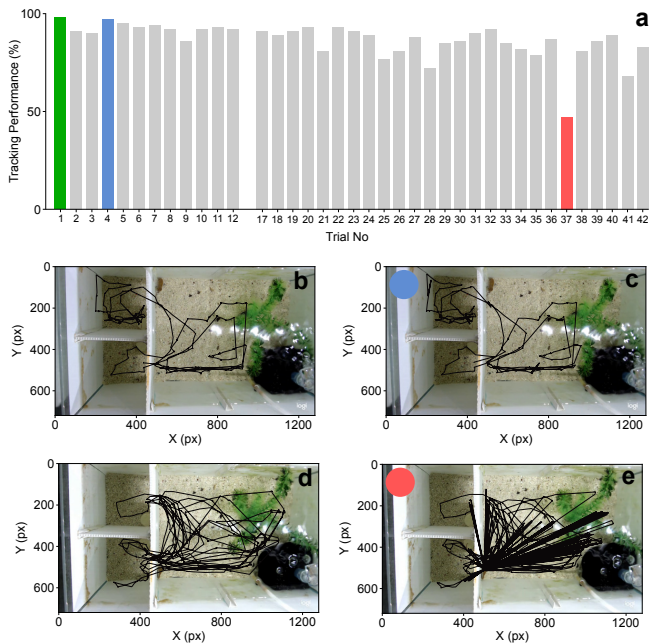 a
Tracking Performance (%)
100
50
0
1 2 3 4 5 6 7 8 9 10 11 12 17 18 19 20 21 22 23 24 25 26 27 28 29 30 31 32 33 34 35 36 37 38 39 40 41 42
Trial No
b
Y (px)
0
200
400
600
0 400 800 1200
X (px)
logi
c
Y (px)
0
200
400
600
0 400 800 1200
X (px)
logi
d
Y (px)
0
200
400
600
0 400 800 1200
X (px)
e
Y (px)
0
200
400
600
0 400 800 1200
X (px)